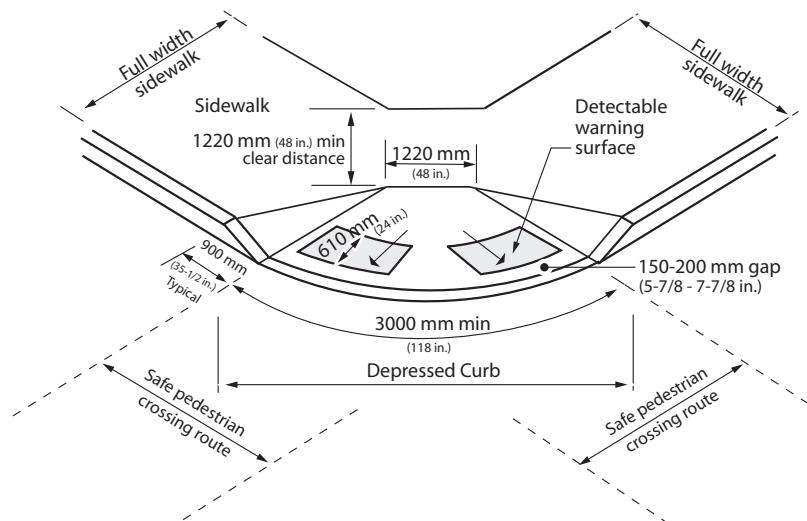 Full width
sidewalk
Full width
sidewalk
Sidewalk
1220 mm (48 in.) min
clear distance
1220 mm
(48 in.)
Detectable
warning
surface
610 mm
(24 in.)
900 mm
(35-1/2 in.)
Typical
150-200 mm gap
(5-7/8 - 7-7/8 in.)
3000 mm min
(118 in.)
Depressed Curb
Safe pedestrian
crossing route
Safe pedestrian
crossing route